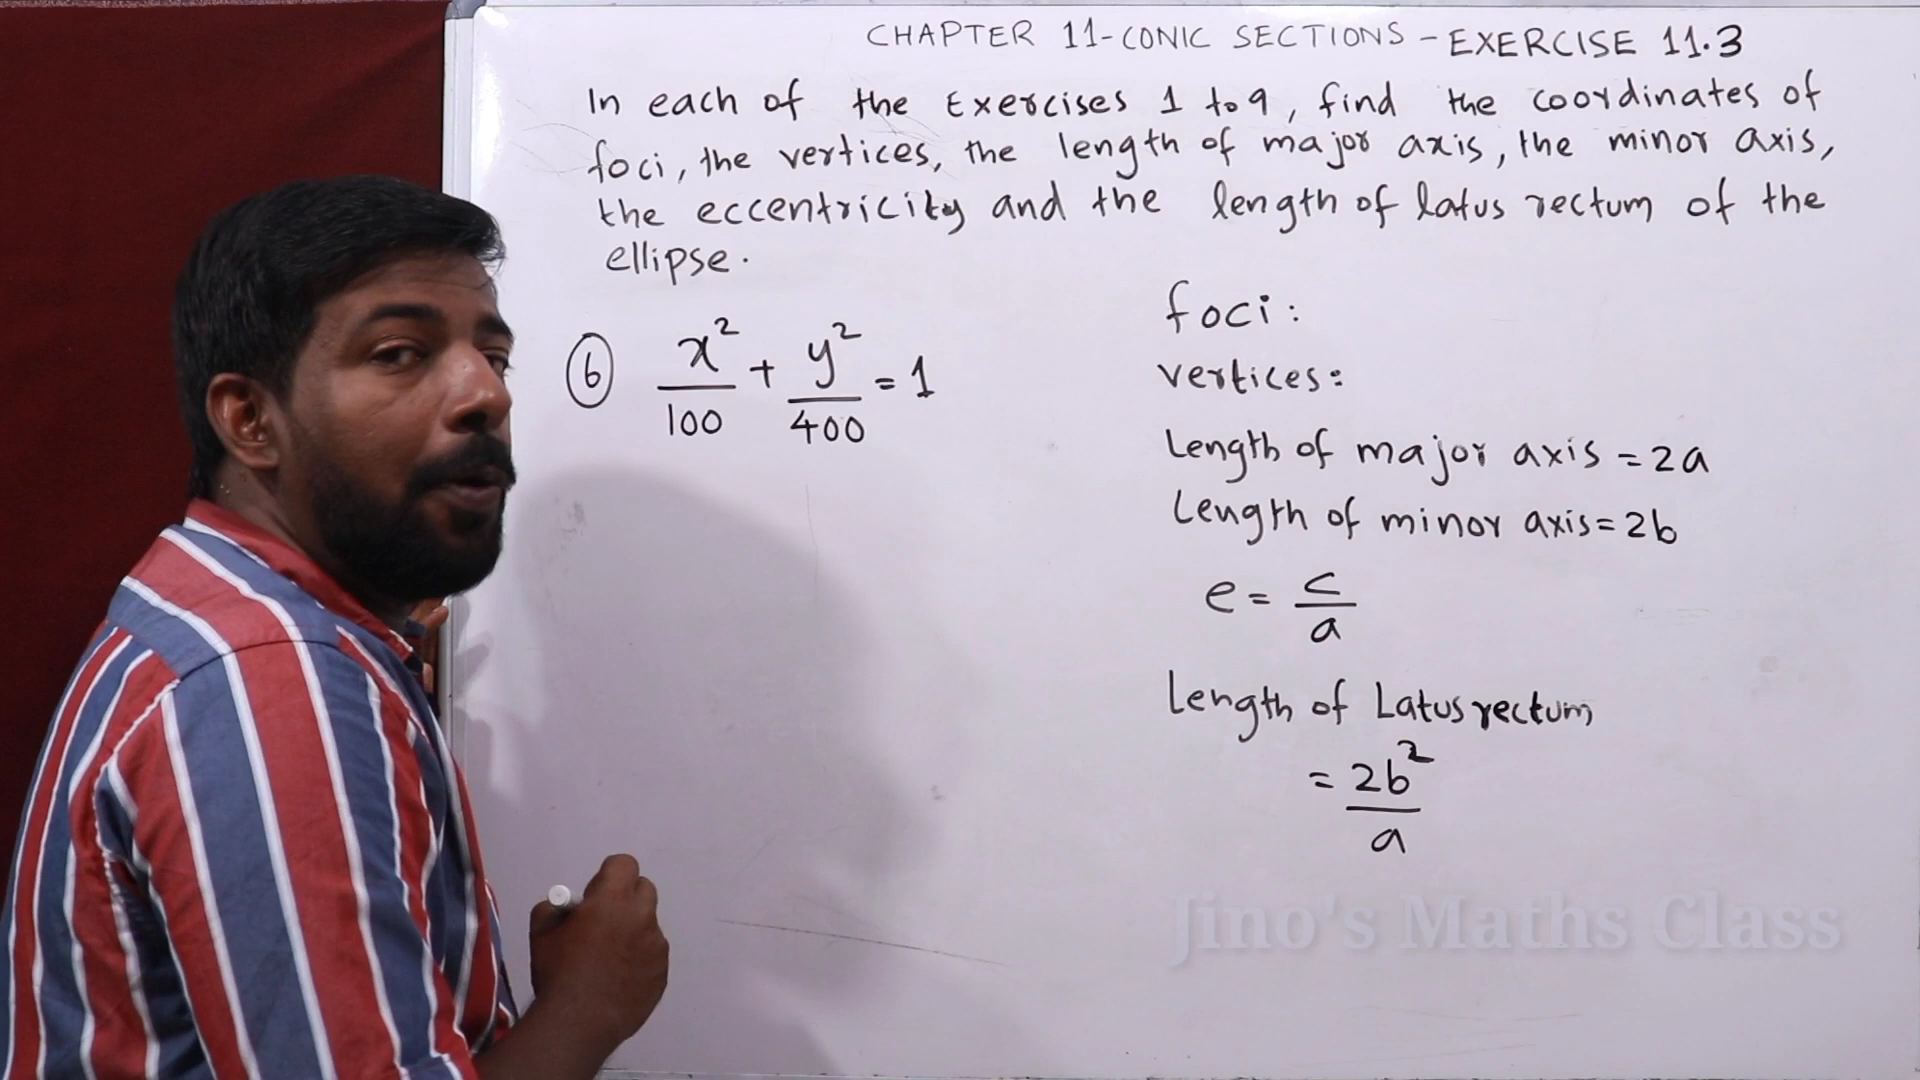 CHAPTER 11-CONIC SECTIONS - EXERCISE 11.3
In each of the Exercises 1 to 9, find the coordinates of
foci, the vertices, the length of major axis, the minor axis,
the eccentricity and the length of latus rectum of the
ellipse.
⑥ x²/100 + y²/400 = 1
foci:
vertices:
Length of major axis = 2a
Length of minor axis = 2b
e = c/a
Length of Latus rectum
= 2b²/a
Jino's Maths Class